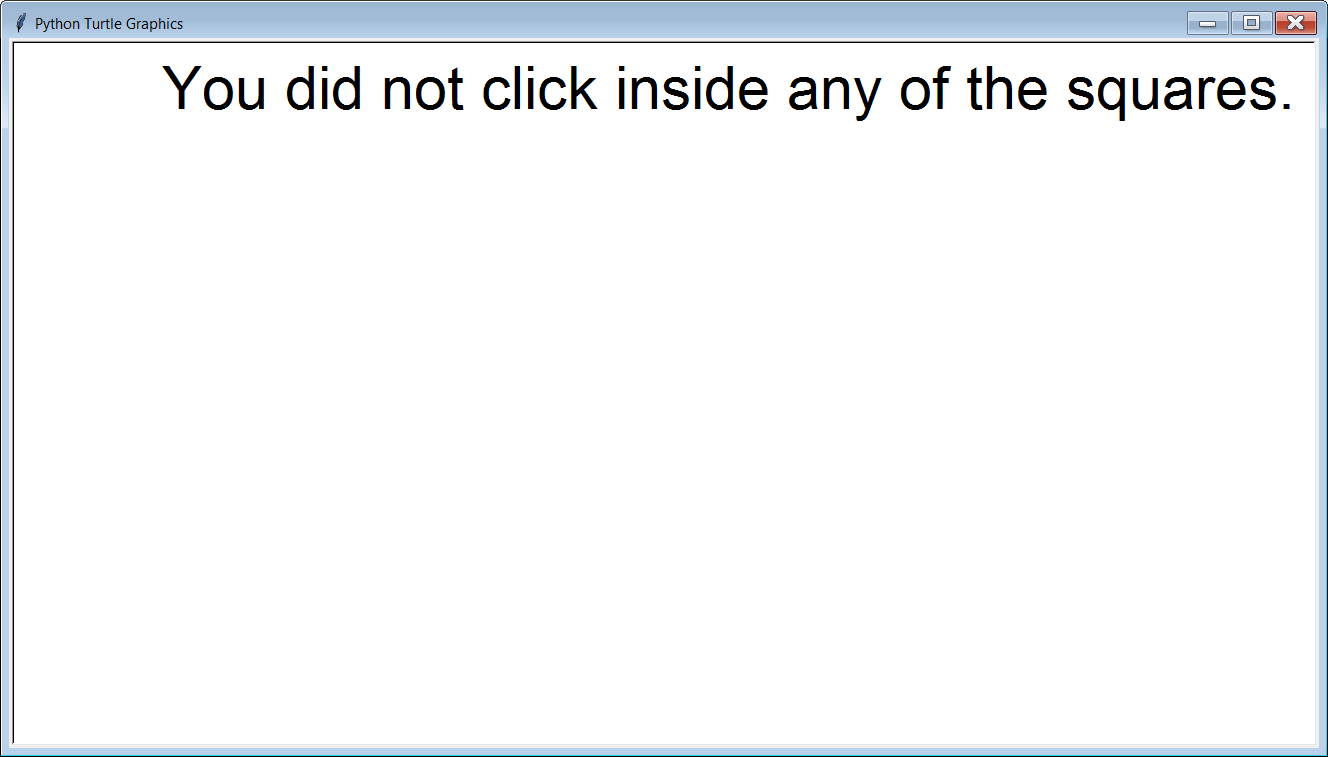 Python Turtle Graphics
You did not click inside any of the squares.